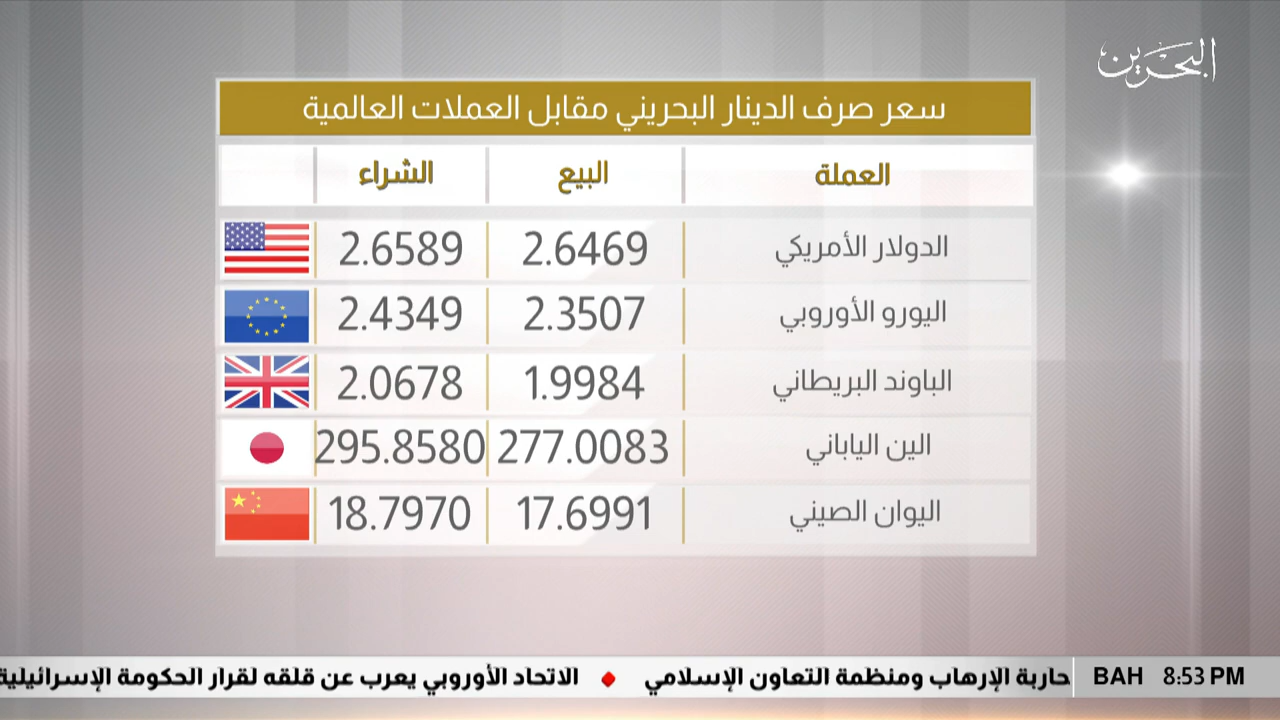 البحرين
سعر صرف الدينار البحريني مقابل العملات العالمية
العملة البيع الشراء
الدولار الأمريكي 2.6469 2.6589
اليورو الأوروبي 2.3507 2.4349
الباوند البريطاني 1.9984 2.0678
الين الياباني 277.0083 295.8580
اليوان الصيني 17.6991 18.7970
BAH 8:53 PM
حاربة الإرهاب ومنظمة التعاون الإسلامي ♦ الاتحاد الأوروبي يعرب عن قلقه لقرار الحكومة الإسرائيلية